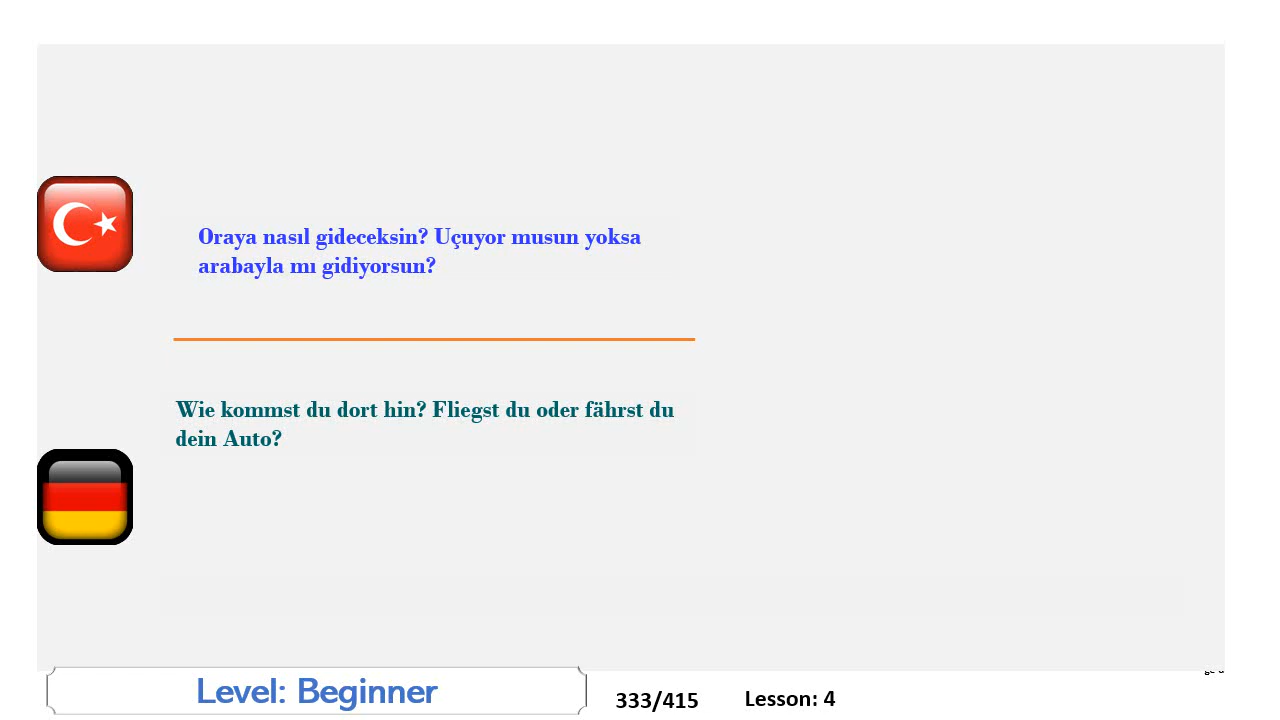 Oraya nasıl gideceksin? Uçuyor musun yoksa
arabayla mı gidiyorsun?
Wie kommst du dort hin? Fliegst du oder fährst du
dein Auto?
Level: Beginner
333/415
Lesson: 4